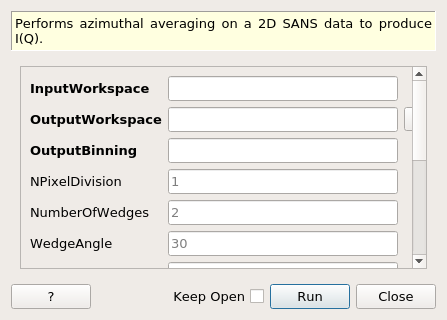 Performs azimuthal averaging on a 2D SANS data to produce
I(Q).
InputWorkspace
OutputWorkspace
OutputBinning
NPixelDivision 1
NumberOfWedges 2
WedgeAngle 30
? Keep Open Run Close